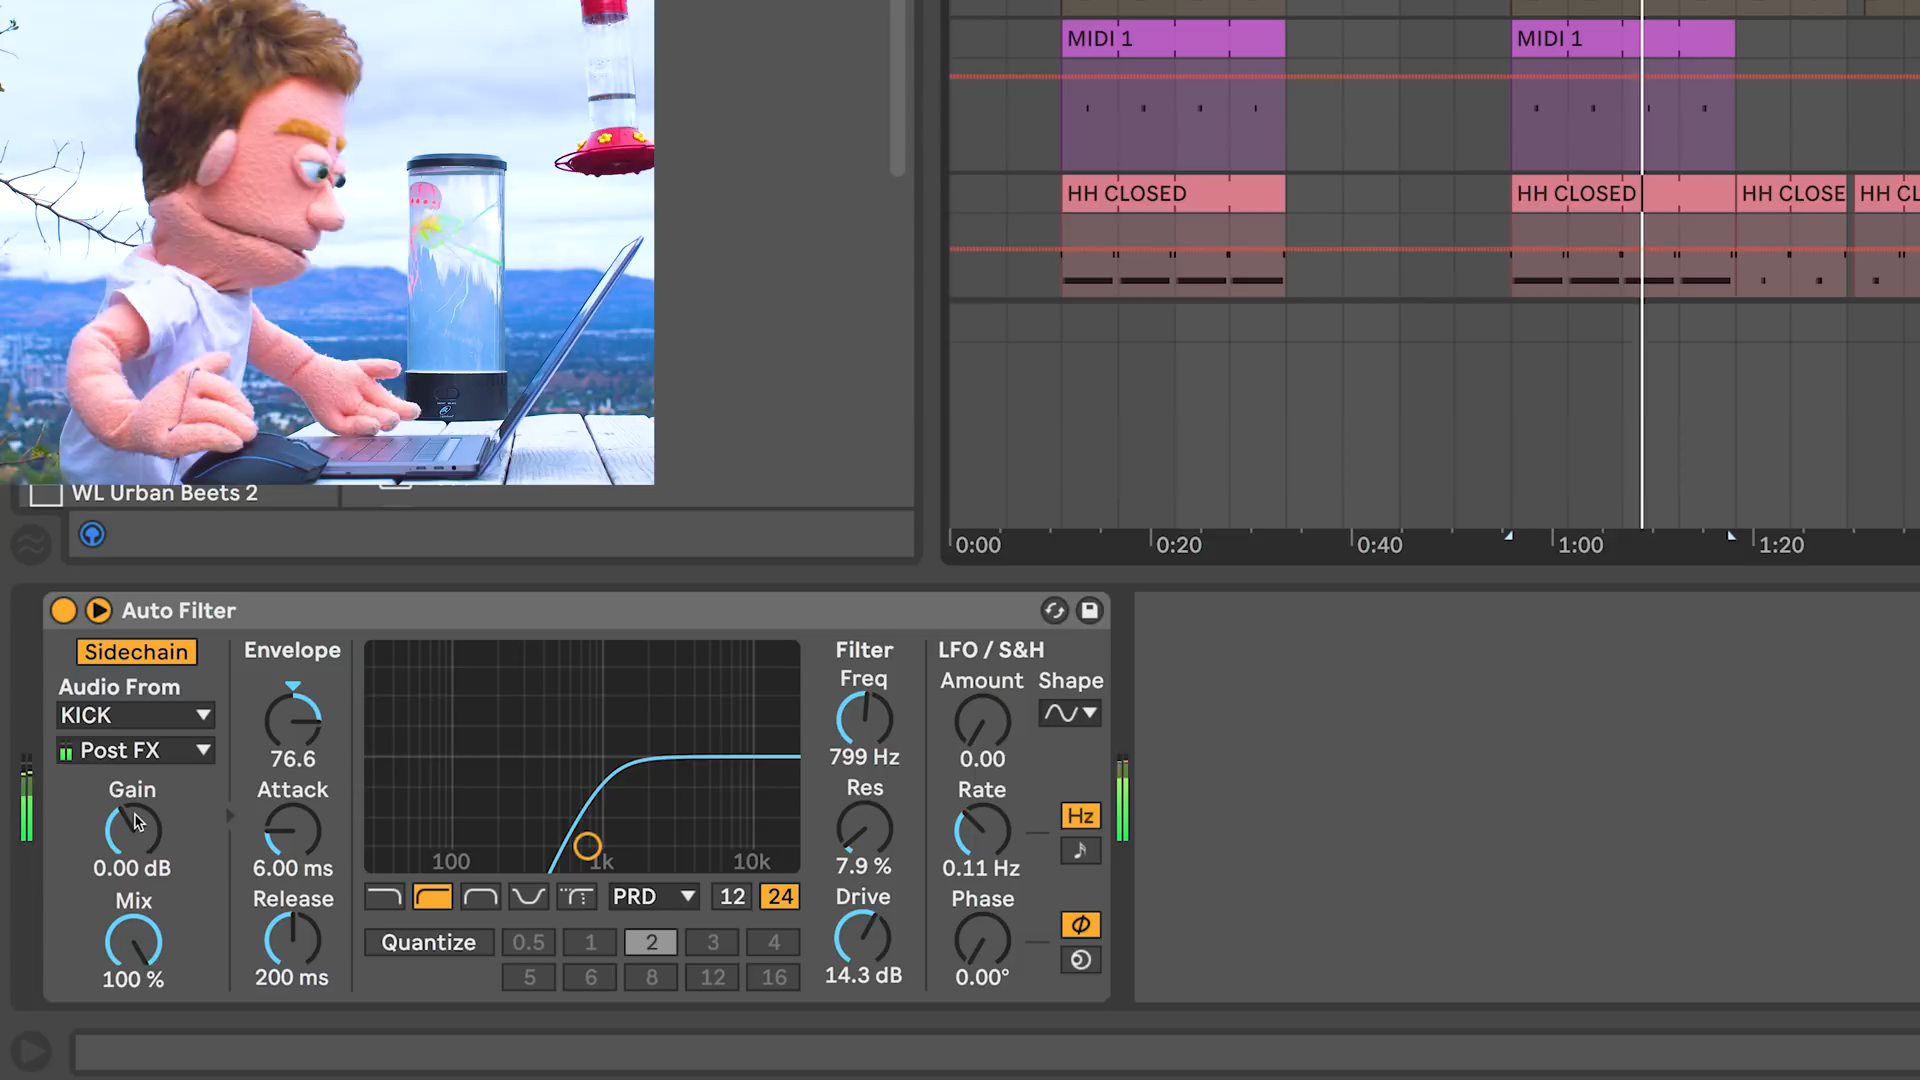 MIDI 1
MIDI 1
HH CLOSED
HH CLOSED
HH CLOSE
HH CL
WL Urban Beets 2
0:00
0:20
0:40
1:00
1:20
Auto Filter
Sidechain
Audio From
KICK
Post FX
Gain
0.00 dB
Mix
100 %
Envelope
76.6
Attack
6.00 ms
Release
200 ms
100
1k
10k
PRD
12
24
Quantize
0.5
1
2
3
4
5
6
8
12
16
Filter
Freq
799 Hz
Res
7.9 %
Drive
14.3 dB
LFO / S&H
Amount
0.00
Shape
Rate
0.11 Hz
Hz
Phase
0.00°